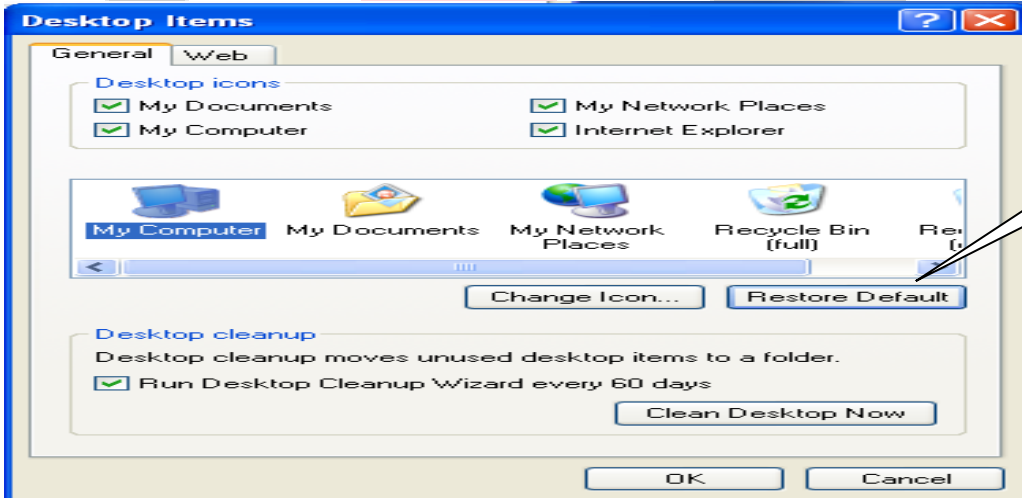 Desktop Items
General Web
Desktop icons
My Documents My Network Places
My Computer Internet Explorer
My Computer My Documents My Network Places Recycle Bin (full)
Change Icon... Restore Default
Desktop cleanup
Desktop cleanup moves unused desktop items to a folder.
Run Desktop Cleanup Wizard every 60 days
Clean Desktop Now
OK Cancel